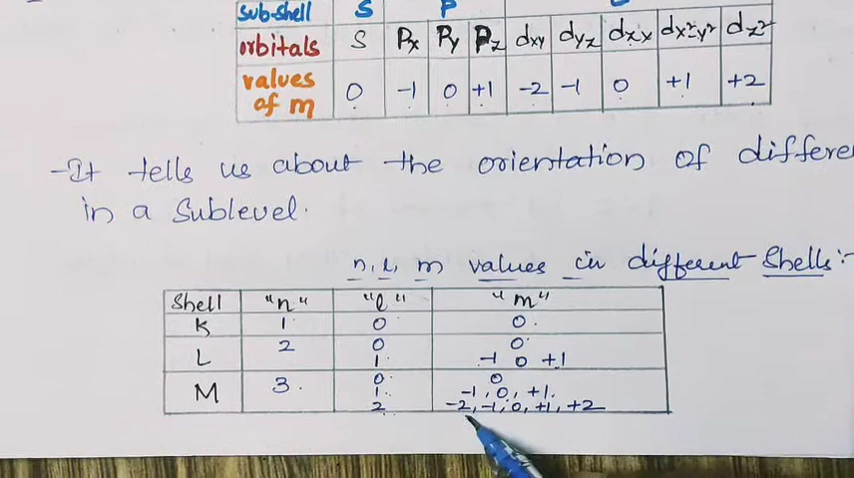 Sub-shell S P
orbitals S Px Py Pz dxy dyz dzx dx²-y² dz²
values of m 0 -1 0 +1 -2 -1 0 +1 +2
-It tells us about the orientation of differe
in a Sublevel.
n, l, m values in different Shells:-
Shell "n" "l" "m"
K 1 0 0
L 2 0 0
1 -1 0 +1
M 3 0 0
1 -1, 0, +1
2 -2, -1, 0, +1, +2